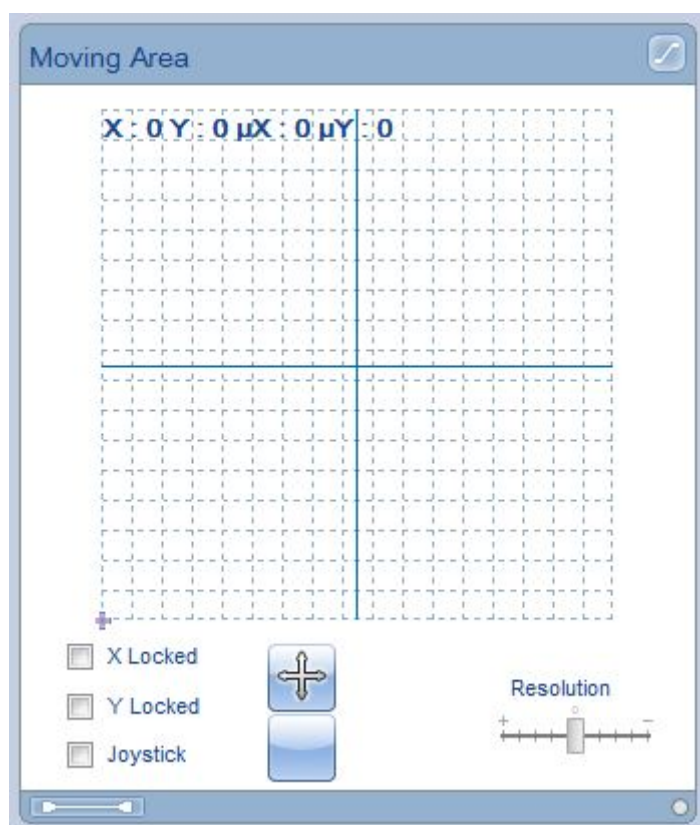 Moving Area
X : 0 Y : 0 µX : 0 µY : 0
X Locked
Y Locked
Joystick
Resolution
+ o −